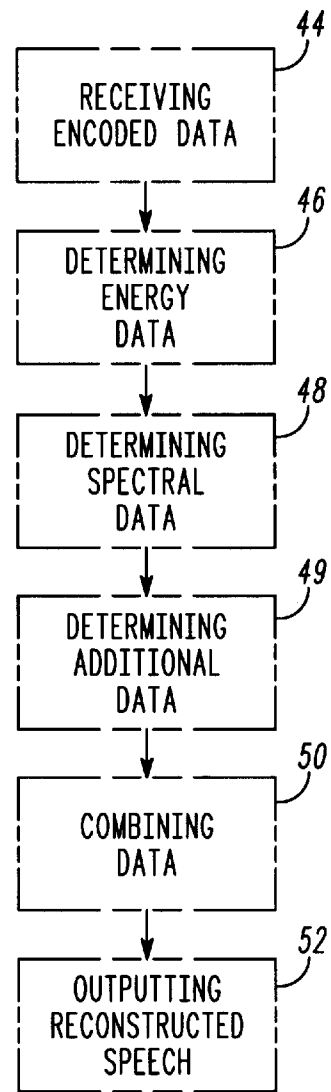 44
RECEIVING
ENCODED DATA
46
DETERMINING
ENERGY
DATA
48
DETERMINING
SPECTRAL
DATA
49
DETERMINING
ADDITIONAL
DATA
50
COMBINING
DATA
52
OUTPUTTING
RECONSTRUCTED
SPEECH